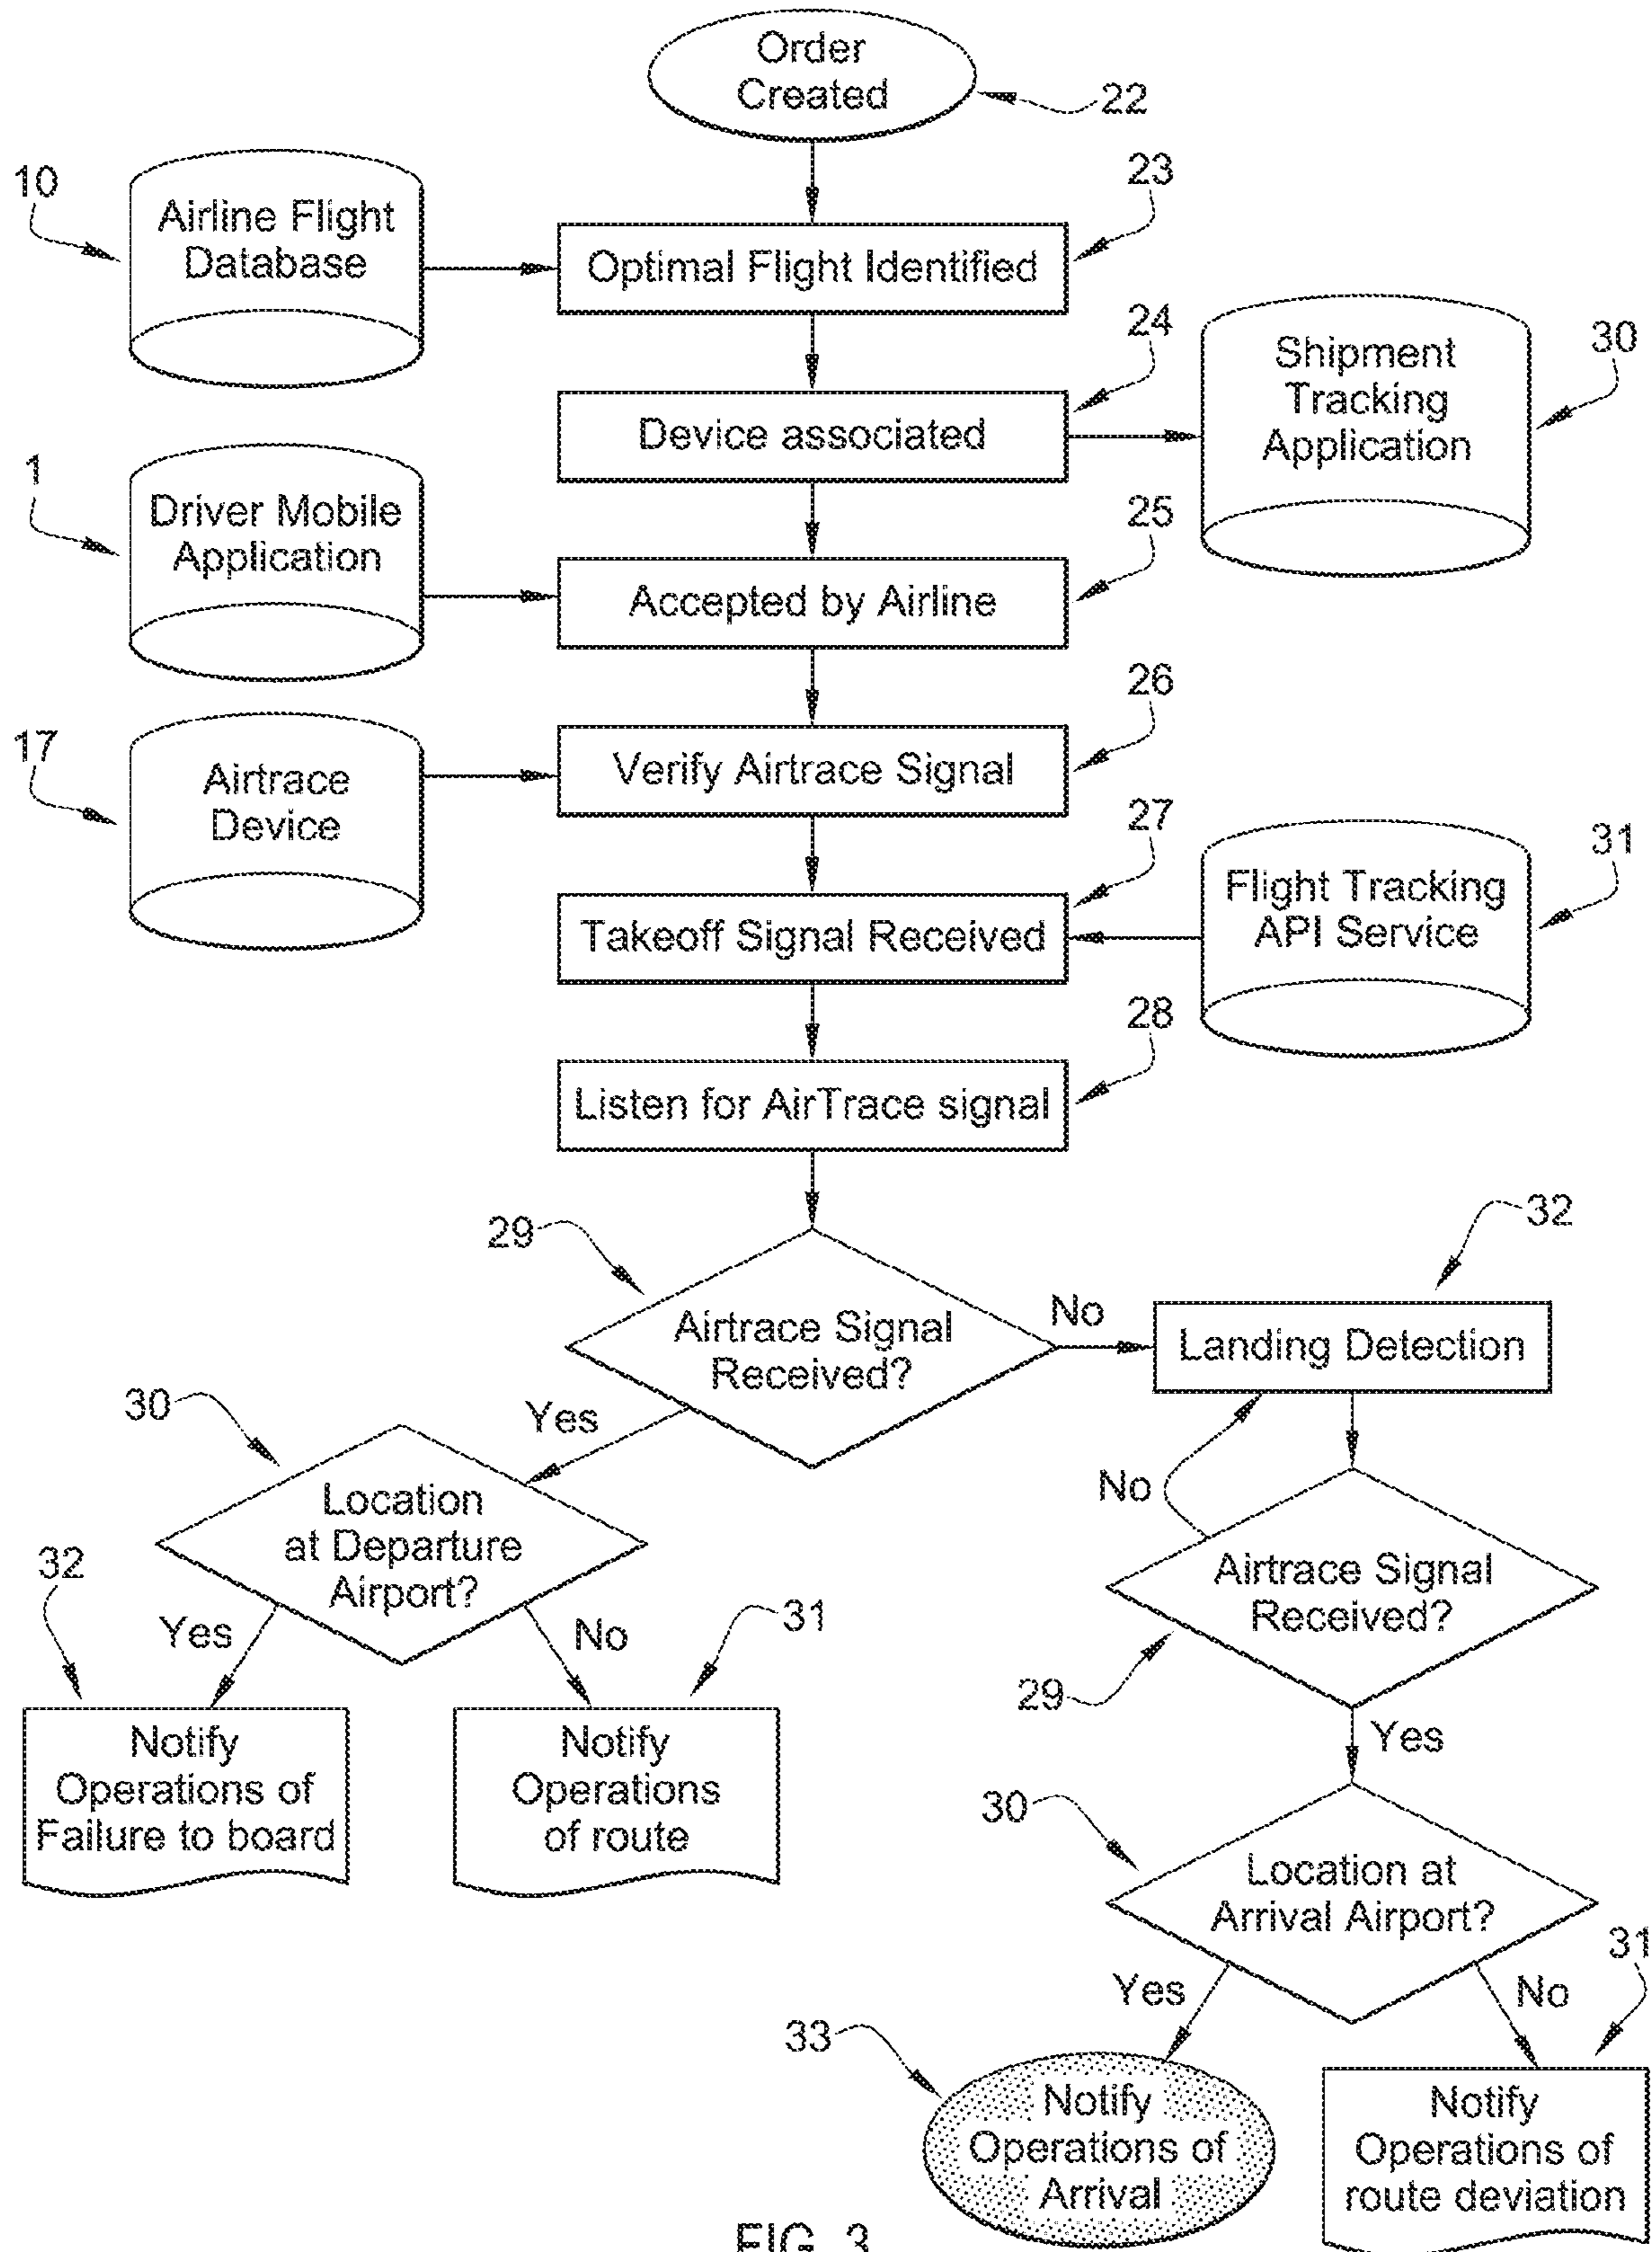 Order
Created
22
10
Airline Flight
Database
23
Optimal Flight Identified
24
Device associated
Shipment
Tracking
Application
30
1
Driver Mobile
Application
25
Accepted by Airline
26
17
Airtrace
Device
Verify Airtrace Signal
27
Takeoff Signal Received
Flight Tracking
API Service
31
28
Listen for AirTrace signal
29
Airtrace Signal
Received?
No
32
Landing Detection
Yes
30
Location
at Departure
Airport?
No
Airtrace Signal
Received?
29
32
Yes
No
31
Notify
Operations of
Failure to board
Notify
Operations
of route
Yes
30
Location at
Arrival Airport?
Yes
No
31
33
Notify
Operations of
Arrival
Notify
Operations of
route deviation
FIG. 3